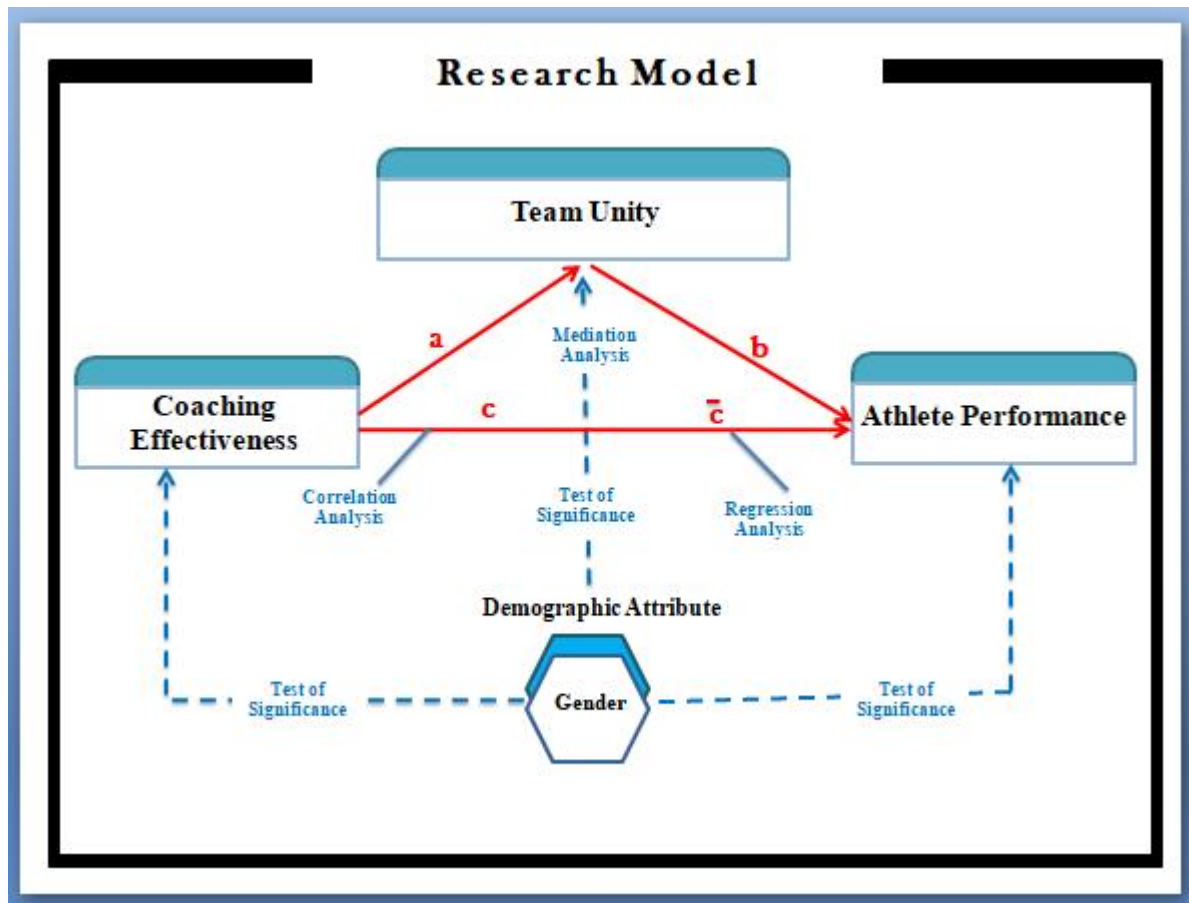 Research Model
Team Unity
a
Mediation
Analysis
b
Coaching
Effectiveness
c
c̄
Athlete Performance
Correlation
Analysis
Test of
Significance
Regression
Analysis
Demographic Attribute
Gender
Test of
Significance
Test of
Significance